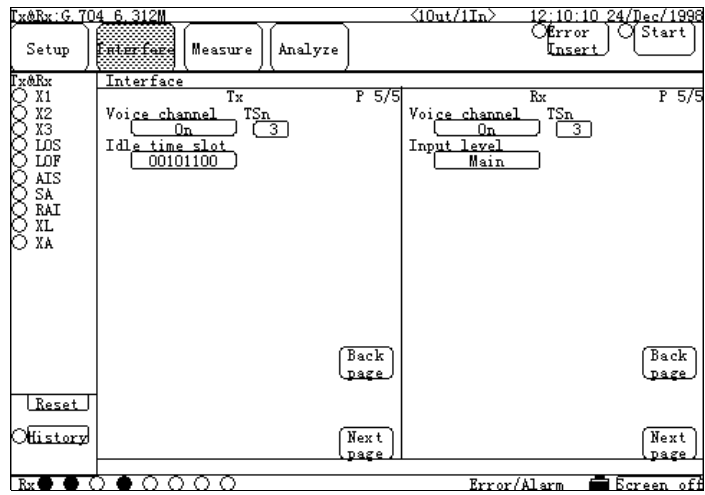 Tx&Rx:G.704 6.312M <1Out/1In> 12:10:10 24/Dec/1998
Setup Interface Measure Analyze Error Insert Start
Tx&Rx Interface
X1 Tx P 5/5 Rx P 5/5
X2 Voice channel TSn Voice channel TSn
X3 On 3 On 3
LOS Idle time slot Input level
LOF 00101100 Main
AIS
SA
RAI
XL
XA
Back page Back page
Reset
History Next page Next page
Rx Error/Alarm Screen off